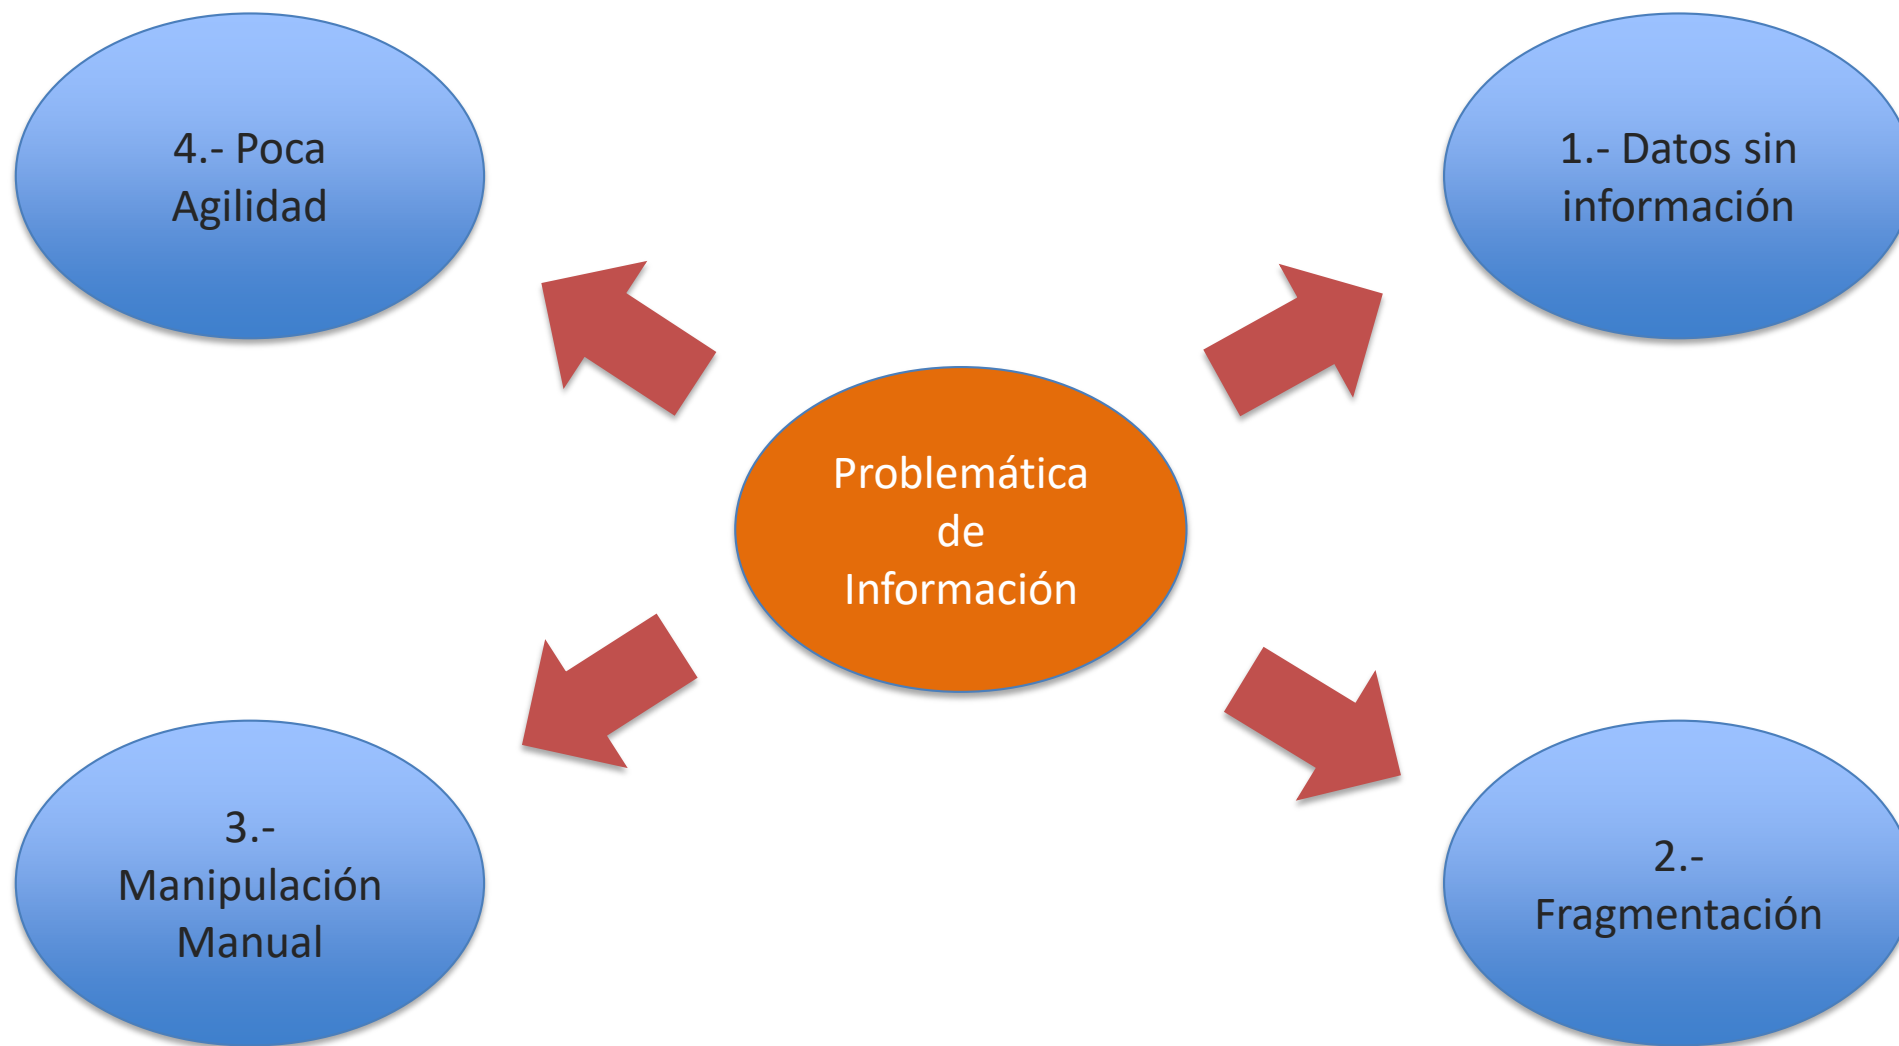 4.- Poca
Agilidad
1.- Datos sin
información
Problemática
de
Información
3.-
Manipulación
Manual
2.-
Fragmentación